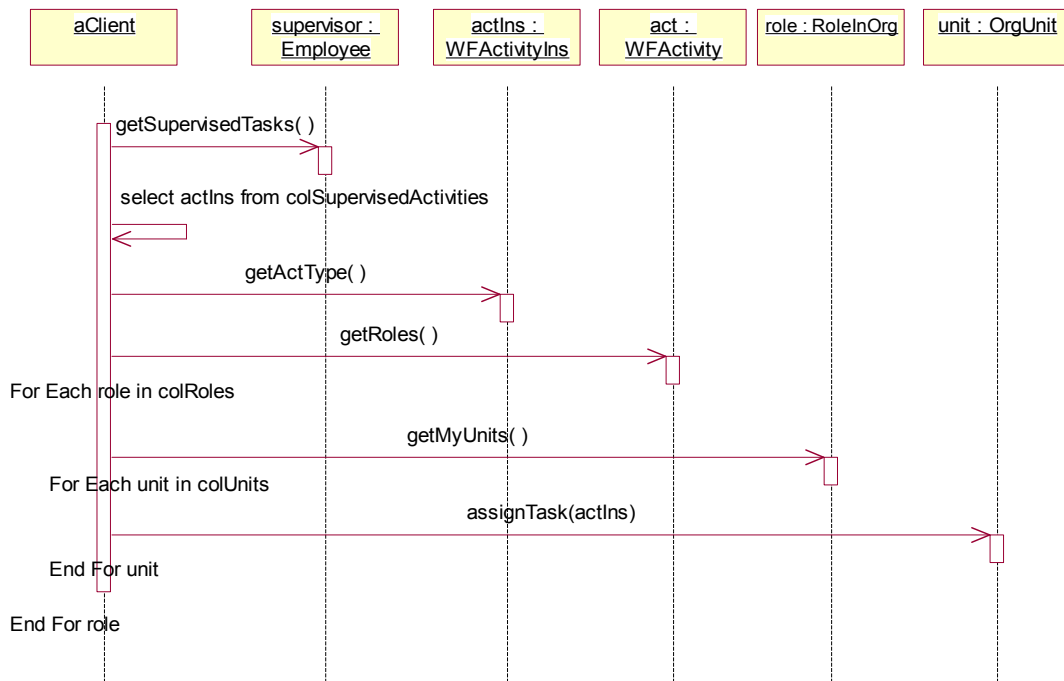 aClient
supervisor :
Employee
actIns :
WFActivityIns
act :
WFActivity
role : RoleInOrg
unit : OrgUnit
getSupervisedTasks( )
select actIns from colSupervisedActivities
getActType( )
getRoles( )
For Each role in colRoles
getMyUnits( )
For Each unit in colUnits
assignTask(actIns)
End For unit
End For role